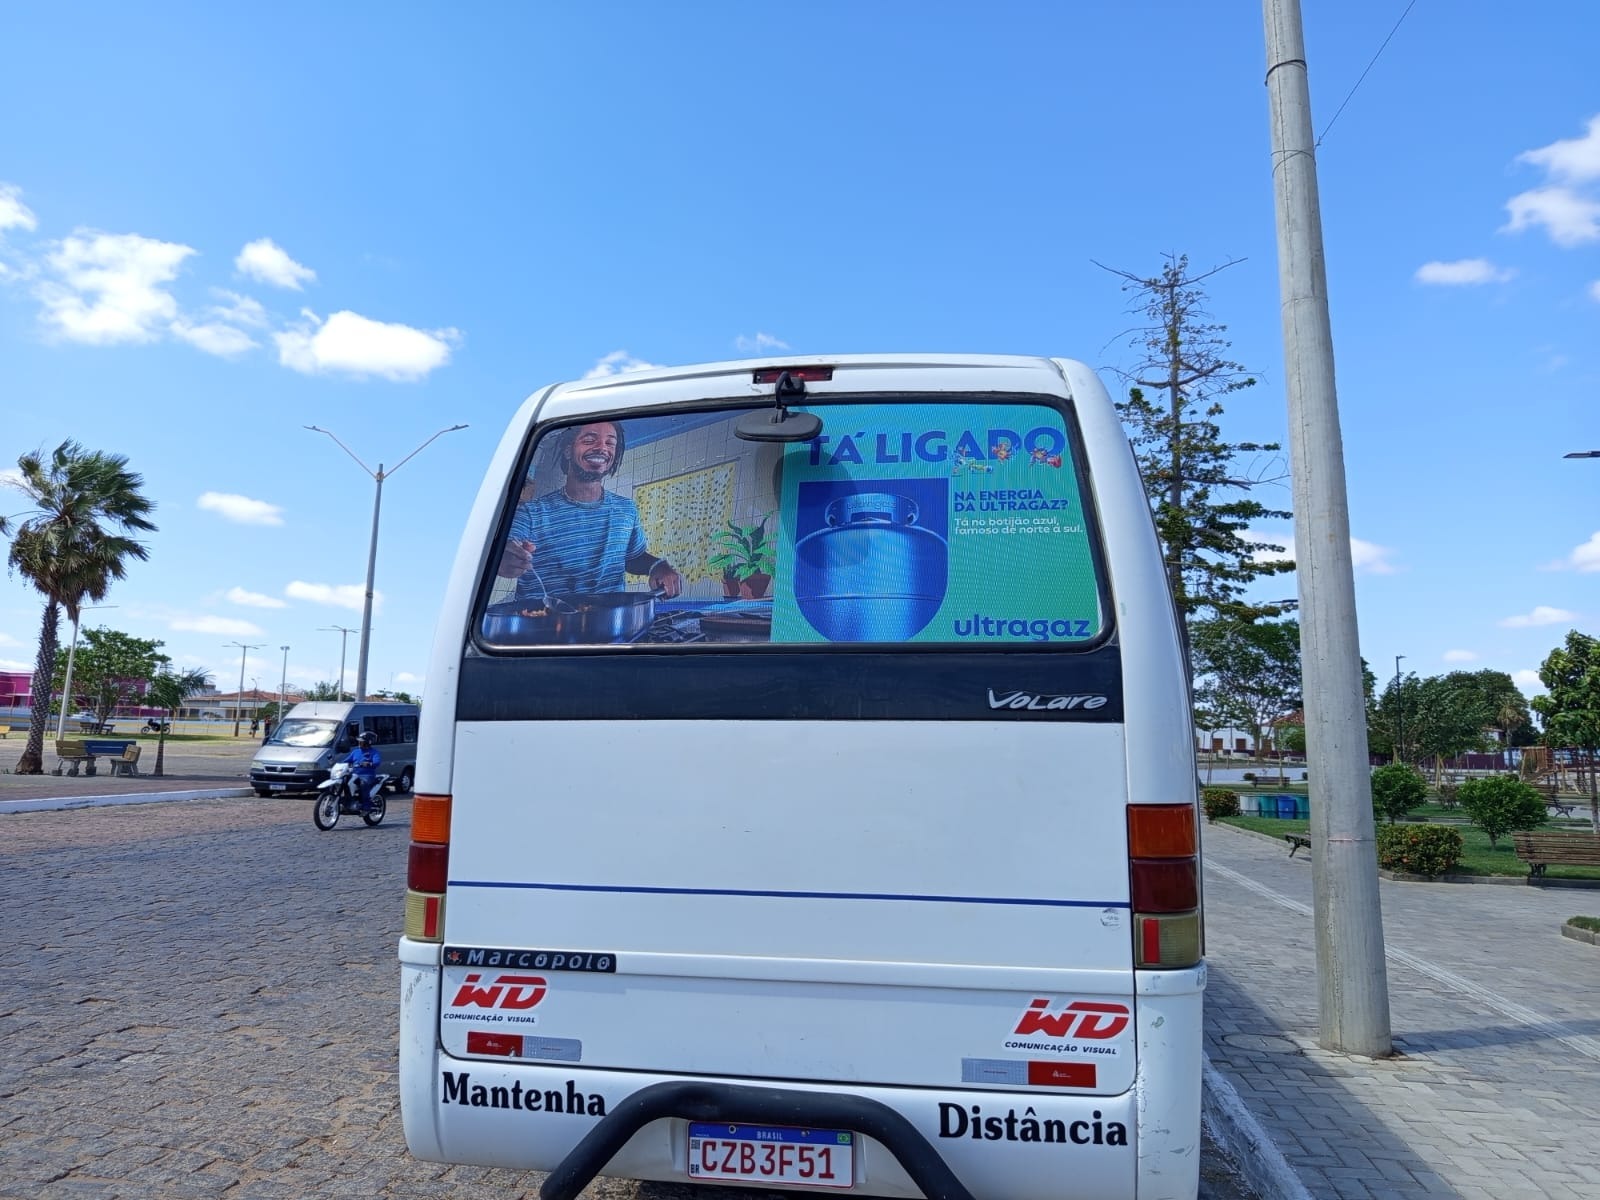 TÁ LIGADO
NA ENERGIA
DA ULTRAGAZ?
Tá no botijão azul,
famoso de norte a sul.
ultragaz
Volare
Marcopolo
WD
COMUNICAÇÃO VISUAL
WD
COMUNICAÇÃO VISUAL
Mantenha
Distância
BRASIL
BR
CZB3F51